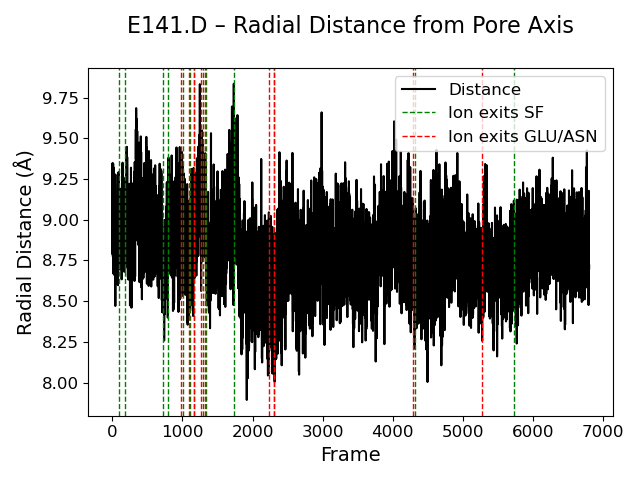 E141.D – Radial Distance from Pore Axis
Distance
Ion exits SF
Ion exits GLU/ASN
Radial Distance (Å)
9.75
9.50
9.25
9.00
8.75
8.50
8.25
8.00
0 1000 2000 3000 4000 5000 6000 7000
Frame